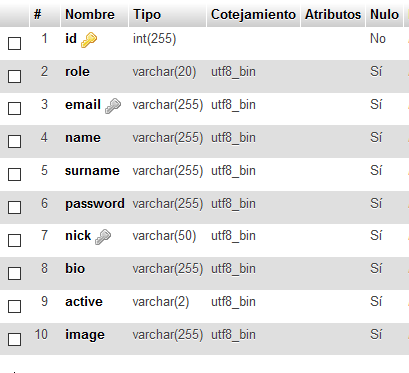 # Nombre Tipo Cotejamiento Atributos Nulo
1 id int(255) No
2 role varchar(20) utf8_bin Sí
3 email varchar(255) utf8_bin Sí
4 name varchar(255) utf8_bin Sí
5 surname varchar(255) utf8_bin Sí
6 password varchar(255) utf8_bin Sí
7 nick varchar(50) utf8_bin Sí
8 bio varchar(255) utf8_bin Sí
9 active varchar(2) utf8_bin Sí
10 image varchar(255) utf8_bin Sí